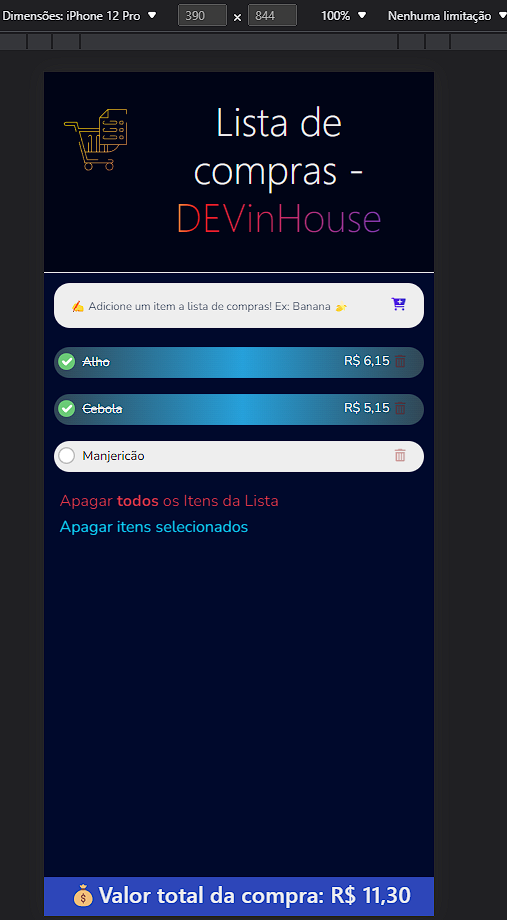 Dimensões: iPhone 12 Pro 390 × 844 100% Nenhuma limitação
Lista de
compras -
DEVinHouse
✍ Adicione um item a lista de compras! Ex: Banana 🍌
Alho R$ 6,15
Cebola R$ 5,15
Manjericão
Apagar todos os Itens da Lista
Apagar itens selecionados
💰 Valor total da compra: R$ 11,30